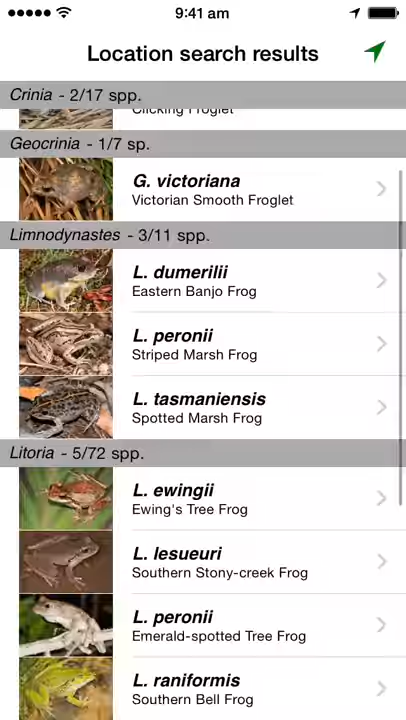 9:41 am
Location search results
Crinia - 2/17 spp.
Clicking Froglet
Geocrinia - 1/7 sp.
G. victoriana
Victorian Smooth Froglet
Limnodynastes - 3/11 spp.
L. dumerilii
Eastern Banjo Frog
L. peronii
Striped Marsh Frog
L. tasmaniensis
Spotted Marsh Frog
Litoria - 5/72 spp.
L. ewingii
Ewing's Tree Frog
L. lesueuri
Southern Stony-creek Frog
L. peronii
Emerald-spotted Tree Frog
L. raniformis
Southern Bell Frog